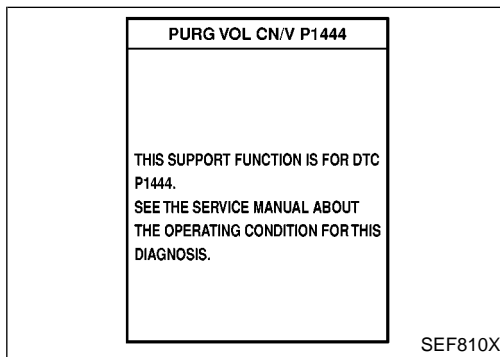 PURG VOL CN/V P1444
THIS SUPPORT FUNCTION IS FOR DTC
P1444.
SEE THE SERVICE MANUAL ABOUT
THE OPERATING CONDITION FOR THIS
DIAGNOSIS.
SEF810X